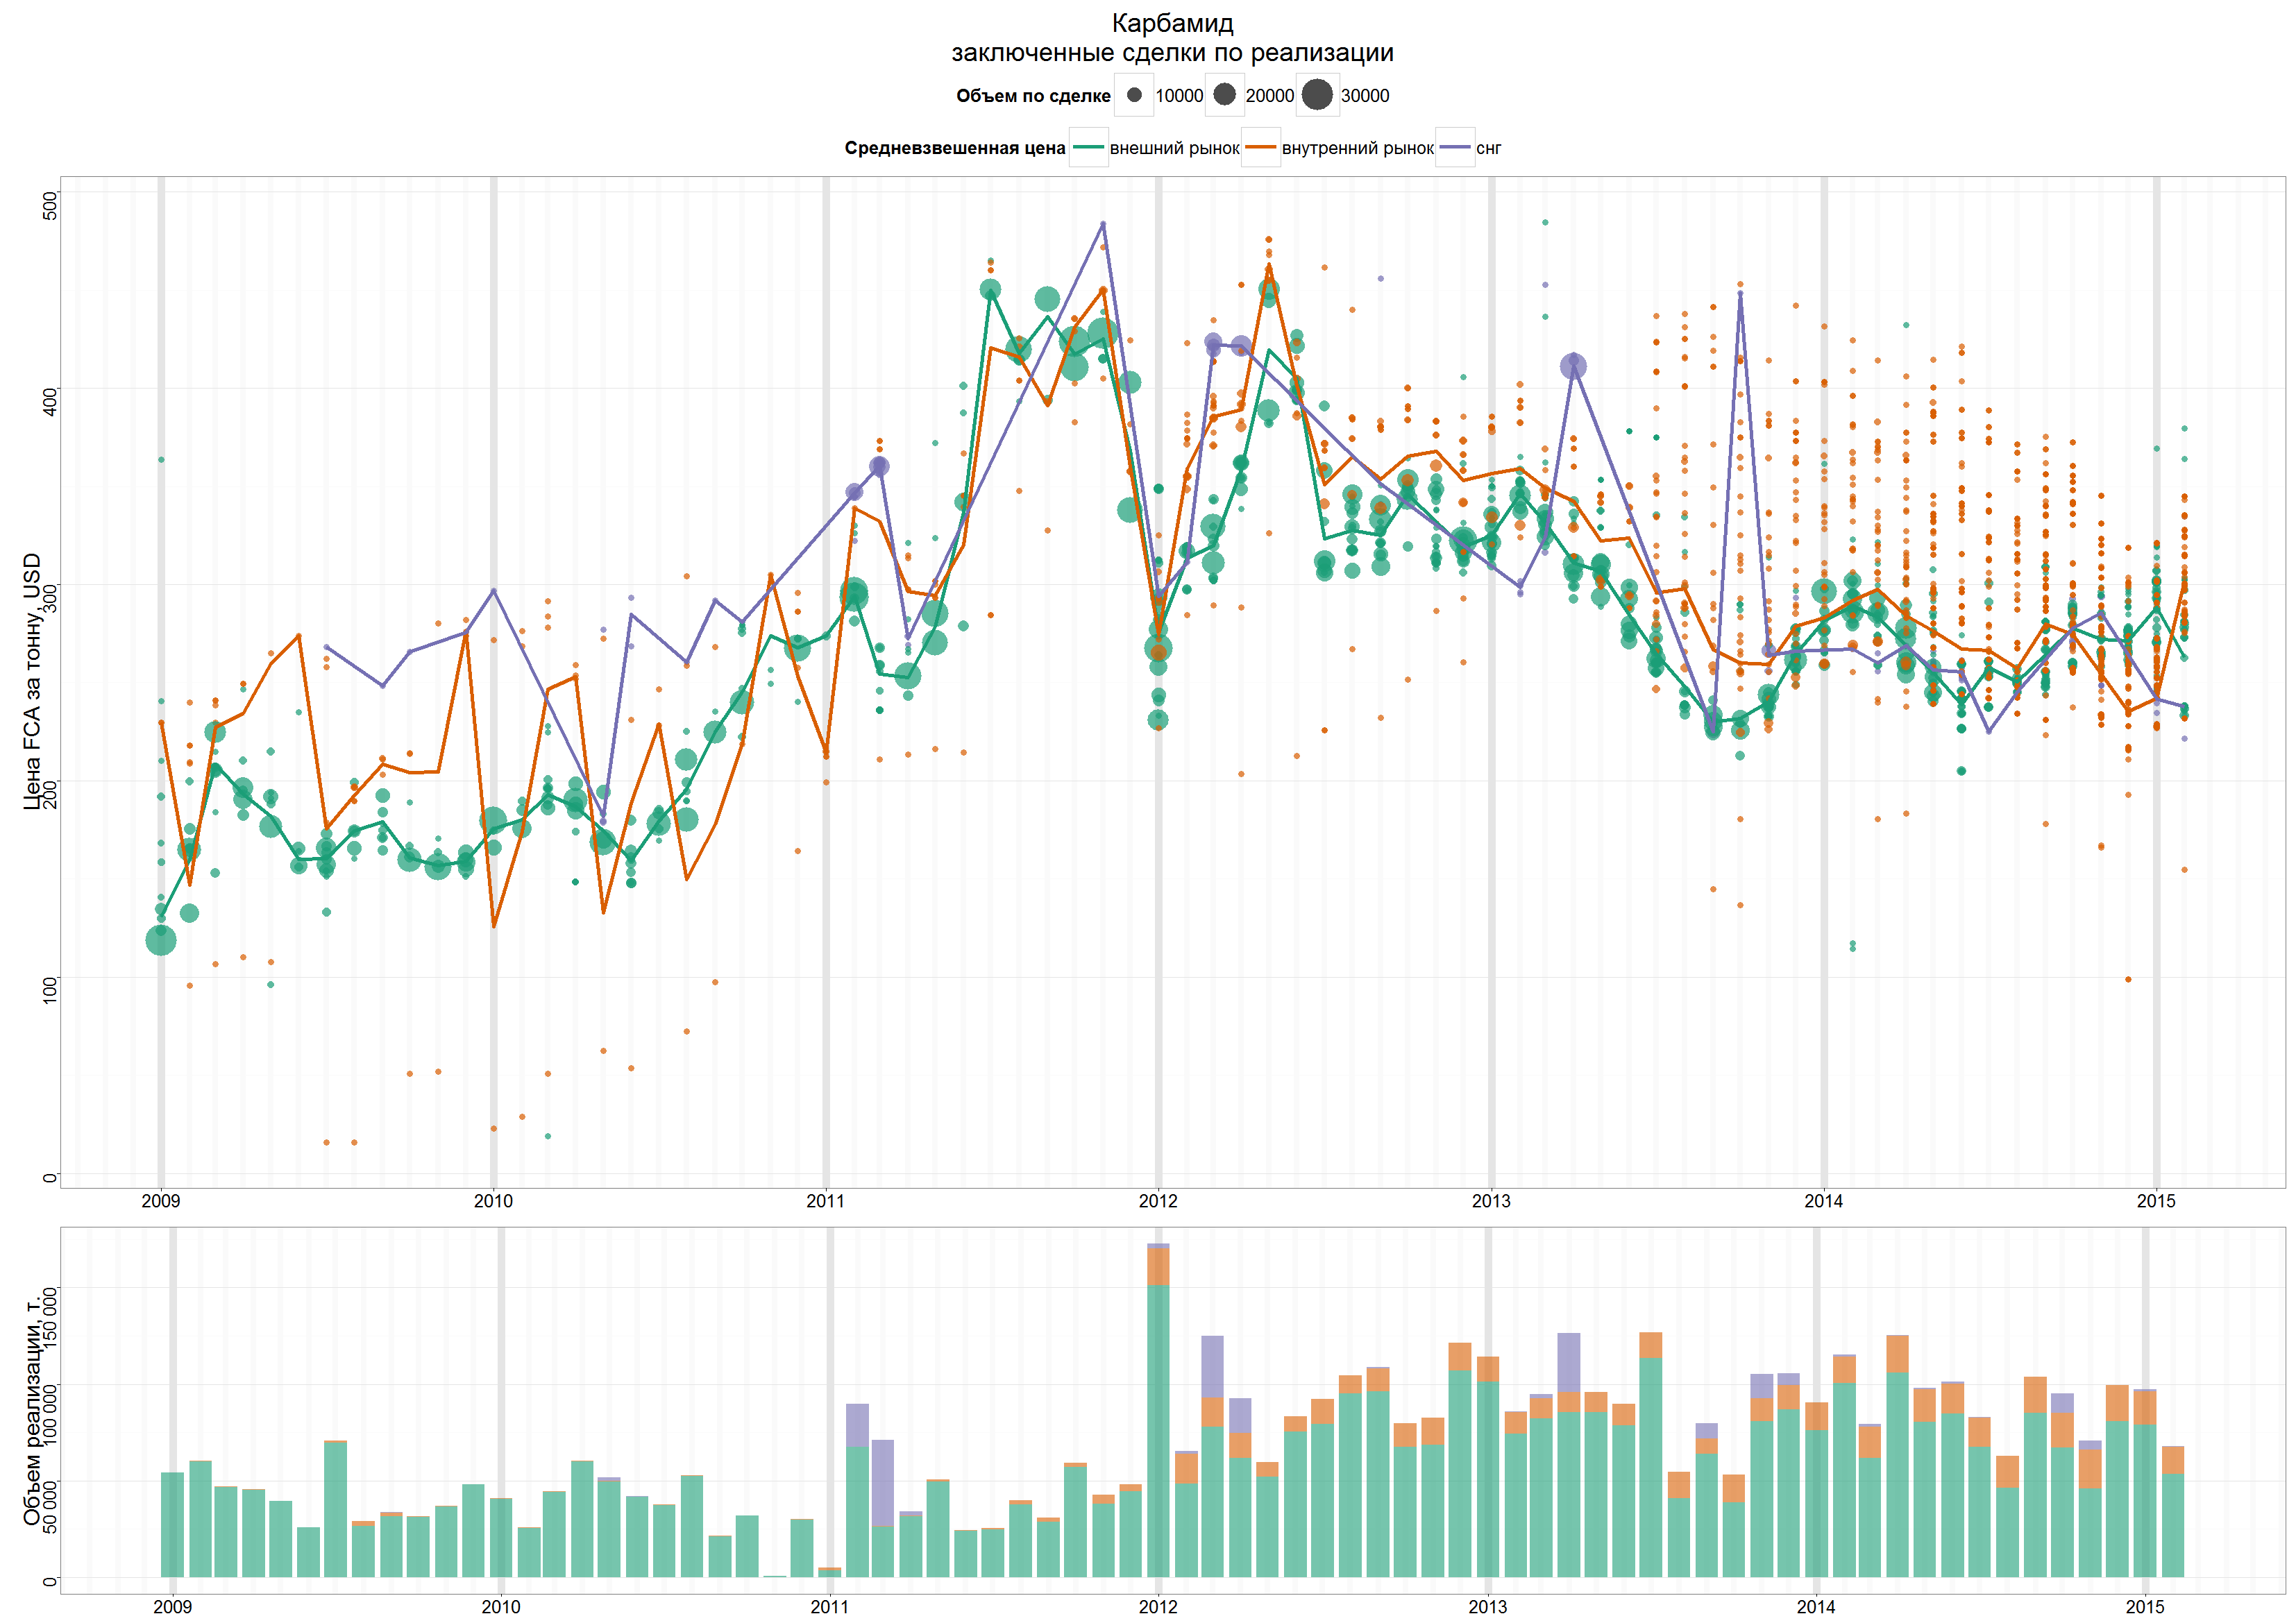 Карбамид
заключенные сделки по реализации
Объем по сделке 10000 20000 30000
Средневзвешенная цена внешний рынок внутренний рынок снг
Цена FCA за тонну, USD
500
400
300
200
100
0
2009 2010 2011 2012 2013 2014 2015
Объем реализации, т.
150 000
100 000
50 000
0
2009 2010 2011 2012 2013 2014 2015